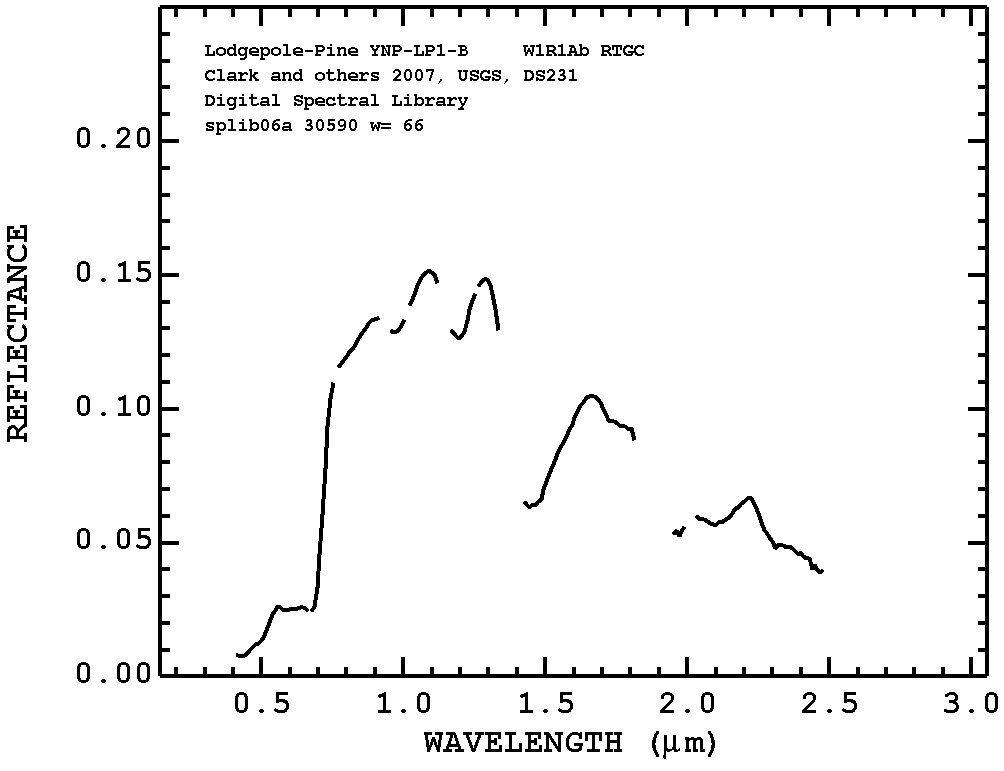 Lodgepole-Pine YNP-LP1-B W1R1Ab RTGC
Clark and others 2007, USGS, DS231
Digital Spectral Library
splib06a 30590 w= 66
0.20
0.15
0.10
0.05
0.00
REFLECTANCE
0.5 1.0 1.5 2.0 2.5 3.0
WAVELENGTH (μm)